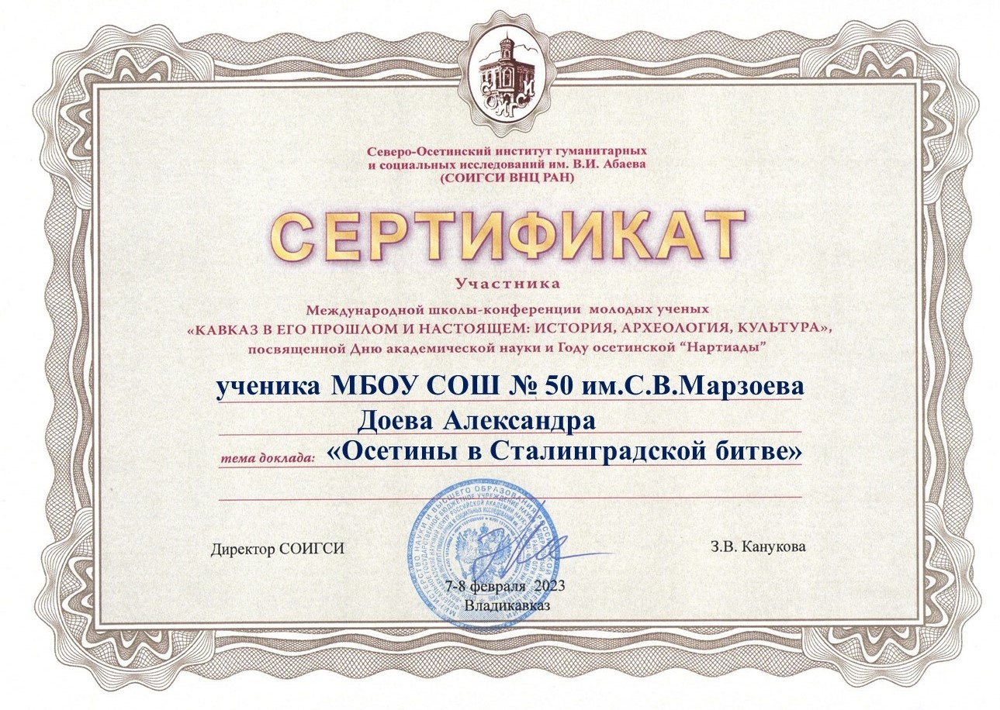 СОИГСИ
Северо-Осетинский институт гуманитарных
и социальных исследований им. В.И. Абаева
(СОИГСИ ВНЦ РАН)
СЕРТИФИКАТ
Участника
Международной школы-конференции молодых ученых
«КАВКАЗ В ЕГО ПРОШЛОМ И НАСТОЯЩЕМ: ИСТОРИЯ, АРХЕОЛОГИЯ, КУЛЬТУРА»,
посвященной Дню академической науки и Году осетинской “Нартиады”
ученика МБОУ СОШ № 50 им.С.В.Марзоева
Доева Александра
тема доклада: «Осетины в Сталинградской битве»
Директор СОИГСИ
З.В. Канукова
7-8 февраля 2023
Владикавказ